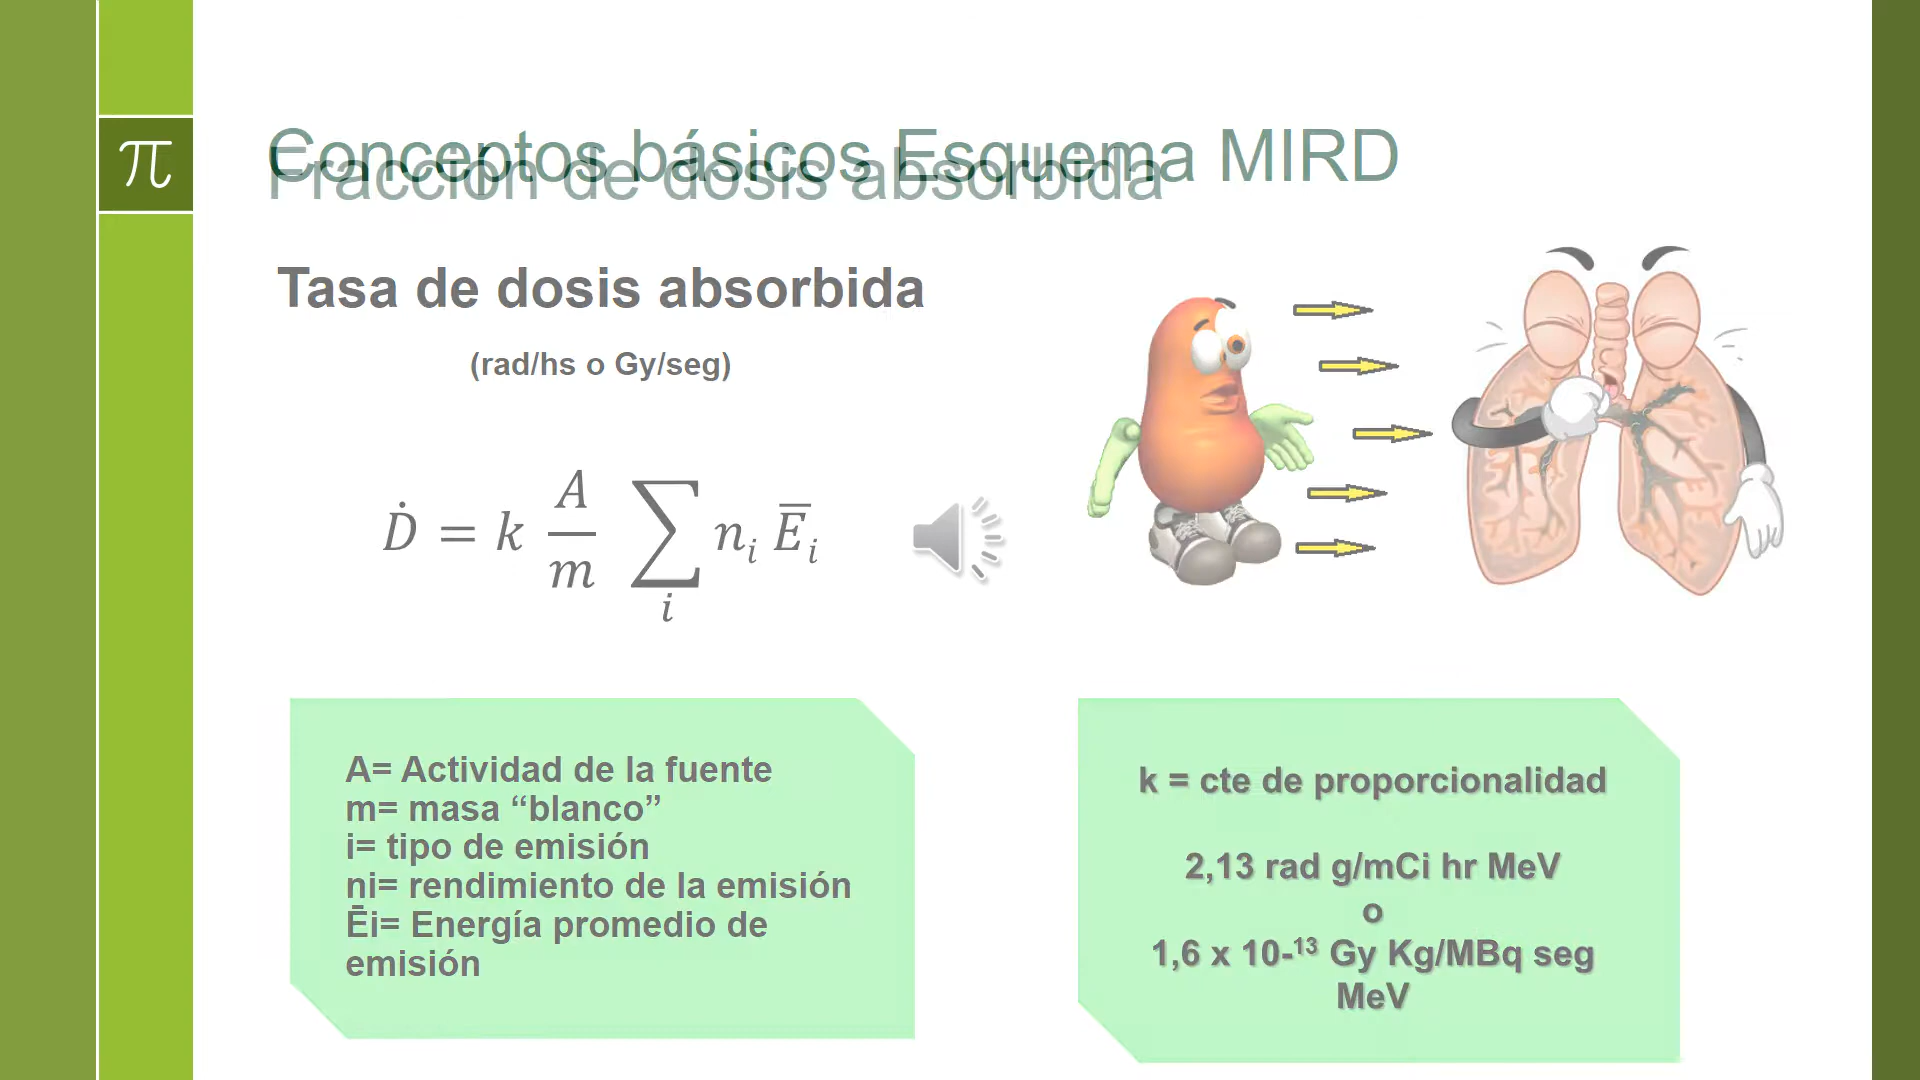 π
Conceptos básicos Esquema MIRD
Fracción de dosis absorbida
Tasa de dosis absorbida
(rad/hs o Gy/seg)
Ḋ = k A/m ∑i ni Ēi
A= Actividad de la fuente
m= masa “blanco”
i= tipo de emisión
ni= rendimiento de la emisión
Ēi= Energía promedio de
emisión
k = cte de proporcionalidad
2,13 rad g/mCi hr MeV
o
1,6 x 10-¹³ Gy Kg/MBq seg
MeV